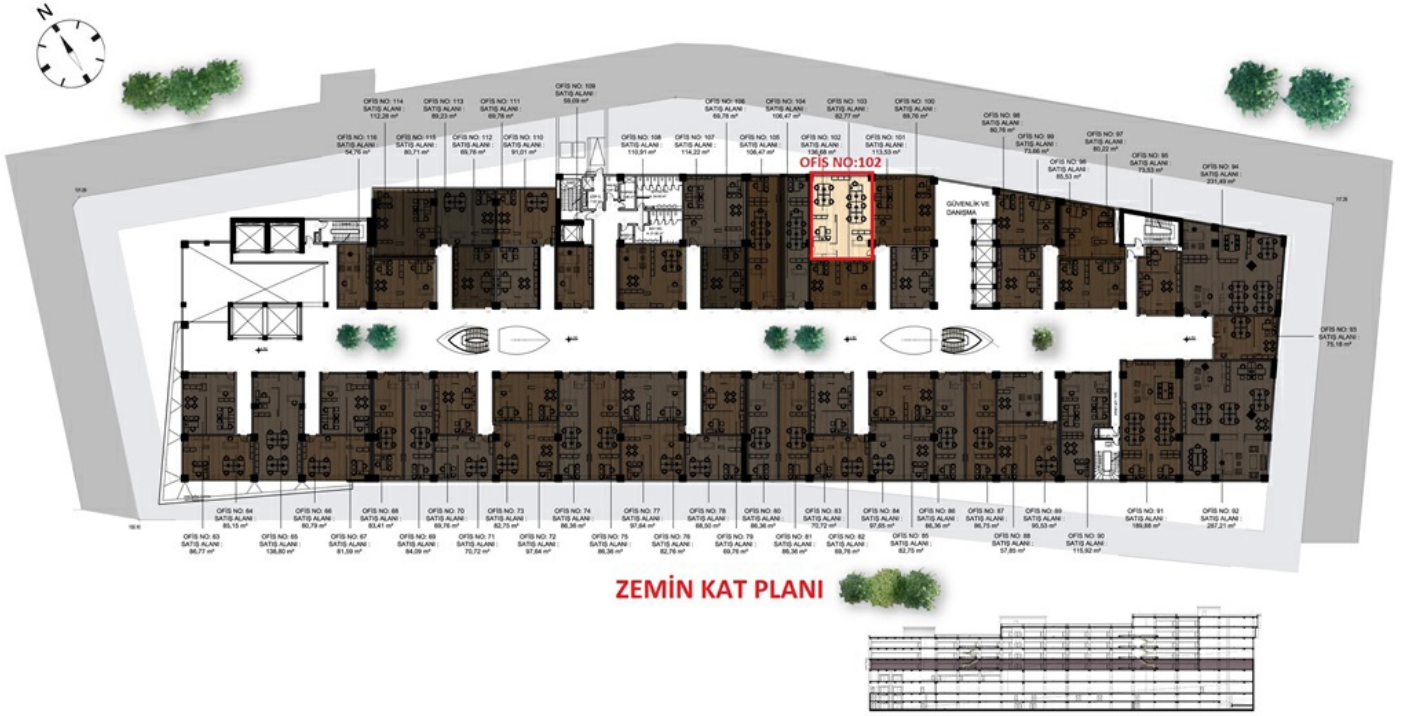 N
OFİS NO: 109
SATIŞ ALANI :
59,09 m²
OFİS NO: 114
SATIŞ ALANI :
112,28 m²
OFİS NO: 113
SATIŞ ALANI :
89,23 m²
OFİS NO: 111
SATIŞ ALANI :
69,78 m²
OFİS NO: 106
SATIŞ ALANI :
69,78 m²
OFİS NO: 104
SATIŞ ALANI :
106,47 m²
OFİS NO: 103
SATIŞ ALANI :
82,77 m²
OFİS NO: 100
SATIŞ ALANI :
69,76 m²
OFİS NO: 98
SATIŞ ALANI :
80,76 m²
OFİS NO: 116
SATIŞ ALANI :
54,76 m²
OFİS NO: 115
SATIŞ ALANI :
80,71 m²
OFİS NO: 112
SATIŞ ALANI :
69,78 m²
OFİS NO: 110
SATIŞ ALANI :
91,01 m²
OFİS NO: 108
SATIŞ ALANI :
110,91 m²
OFİS NO: 107
SATIŞ ALANI :
114,22 m²
OFİS NO: 105
SATIŞ ALANI :
106,47 m²
OFİS NO: 102
SATIŞ ALANI :
OFİS NO:102
OFİS NO: 101
SATIŞ ALANI :
113,53 m²
OFİS NO: 99
SATIŞ ALANI :
OFİS NO: 97
SATIŞ ALANI :
80,22 m²
OFİS NO: 96
SATIŞ ALANI :
85,53 m²
OFİS NO: 95
SATIŞ ALANI :
73,53 m²
OFİS NO: 94
SATIŞ ALANI :
231,49 m²
GÜVENLİK VE
DANIŞMA
OFİS NO: 93
SATIŞ ALANI :
75,18 m²
OFİS NO: 64
SATIŞ ALANI :
85,15 m²
OFİS NO: 66
SATIŞ ALANI :
80,79 m²
OFİS NO: 68
SATIŞ ALANI :
83,41 m²
OFİS NO: 70
SATIŞ ALANI :
69,76 m²
OFİS NO: 73
SATIŞ ALANI :
82,75 m²
OFİS NO: 74
SATIŞ ALANI :
86,36 m²
OFİS NO: 77
SATIŞ ALANI :
97,64 m²
OFİS NO: 78
SATIŞ ALANI :
68,50 m²
OFİS NO: 80
SATIŞ ALANI :
86,36 m²
OFİS NO: 83
SATIŞ ALANI :
70,72 m²
OFİS NO: 84
SATIŞ ALANI :
97,65 m²
OFİS NO: 86
SATIŞ ALANI :
86,36 m²
OFİS NO: 87
SATIŞ ALANI :
86,75 m²
OFİS NO: 89
SATIŞ ALANI :
95,53 m²
OFİS NO: 91
SATIŞ ALANI :
189,88 m²
OFİS NO: 92
SATIŞ ALANI :
287,21 m²
OFİS NO: 63
SATIŞ ALANI :
86,77 m²
OFİS NO: 65
SATIŞ ALANI :
138,80 m²
OFİS NO: 67
SATIŞ ALANI :
81,59 m²
OFİS NO: 69
SATIŞ ALANI :
84,09 m²
OFİS NO: 71
SATIŞ ALANI :
70,72 m²
OFİS NO: 72
SATIŞ ALANI :
97,64 m²
OFİS NO: 75
SATIŞ ALANI :
86,36 m²
OFİS NO: 76
SATIŞ ALANI :
82,76 m²
OFİS NO: 79
SATIŞ ALANI :
69,76 m²
OFİS NO: 81
SATIŞ ALANI :
86,36 m²
OFİS NO: 82
SATIŞ ALANI :
69,76 m²
OFİS NO: 85
SATIŞ ALANI :
82,75 m²
OFİS NO: 88
SATIŞ ALANI :
57,85 m²
OFİS NO: 90
SATIŞ ALANI :
115,92 m²
ZEMİN KAT PLANI